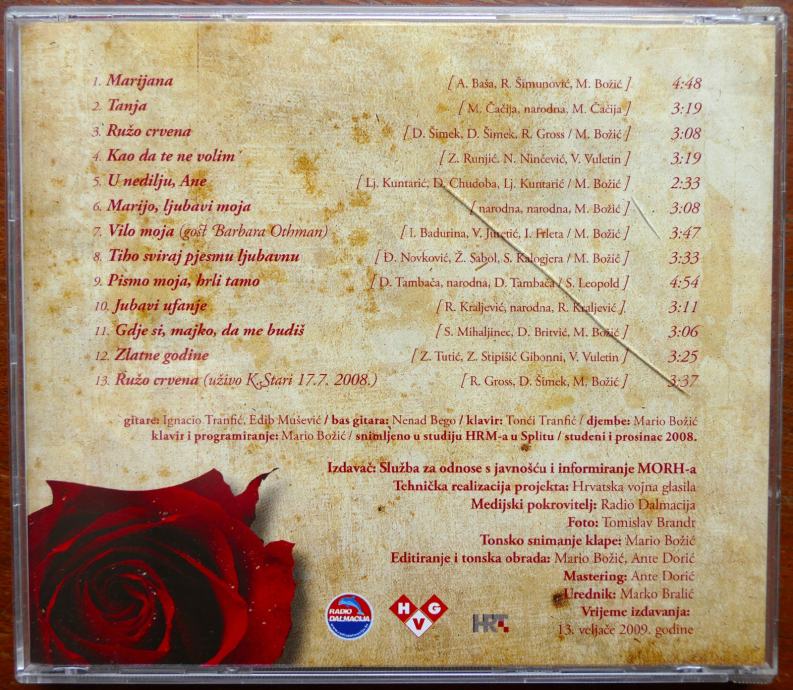 1. Marijana [ A. Baša, R. Šimunović, M. Božić ] 4:48
2. Tanja [ M. Čačija, narodna, M. Čačija ] 3:19
3. Ružo crvena [ D. Šimek, D. Šimek, R. Gross / M. Božić ] 3:08
4. Kao da te ne volim [ Z. Runjić. N. Ninčević, V. Vuletin ] 3:19
5. U nedilju, Ane [ Lj. Kuntarić, D. Chudoba, Lj. Kuntarić / M. Božić ] 2:33
6. Marijo, ljubavi moja [ narodna, narodna, M. Božić ] 3:08
7. Vilo moja (gošt Barbara Othman) [ I. Badurina, V. Juretić, I. Frleta / M. Božić ] 3:47
8. Tiho sviraj pjesmu ljubavnu [ Đ. Novković, Ž. Sabol, S. Kalogjera / M. Božić ] 3:33
9. Pismo moja, hrli tamo [ D. Tambača, narodna, D. Tambača / S. Leopold ] 4:54
10. Jubavi ufanje [ R. Kraljević, narodna, R. Kraljević ] 3:11
11. Gdje si, majko, da me budiš [ S. Mihaljinec, D. Britvić, M. Božić ] 3:06
12. Zlatne godine [ Z. Tutić, Z. Stipišić Gibonni, V. Vuletin ] 3:25
13. Ružo crvena (uživo K.Stari 17.7. 2008.) [ R. Gross, D. Šimek, M. Božić ] 3:37
gitare: Ignacio Tranfić, Edib Mušević / bas gitara: Nenad Bego / klavir: Tonći Tranfić / djembe: Mario Božić
klavir i programiranje: Mario Božić / snimljeno u studiju HRM-a u Splitu / studeni i prosinac 2008.
Izdavač: Služba za odnose s javnošću i informiranje MORH-a
Tehnička realizacija projekta: Hrvatska vojna glasila
Medijski pokrovitelj: Radio Dalmacija
Foto: Tomislav Brandt
Tonsko snimanje klape: Mario Božić
Editiranje i tonska obrada: Mario Božić, Ante Dorić
Mastering: Ante Dorić
Urednik: Marko Bralić
Vrijeme izdavanja:
13. veljače 2009. godine
RADIO
DALMACIJA
H G
V
HRT